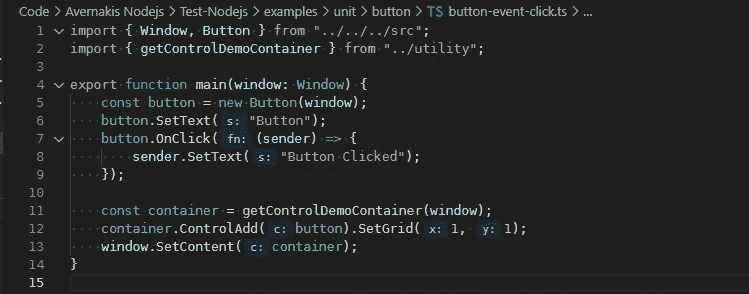 Code > Avernakis Nodejs > Test-Nodejs > examples > unit > button > TS button-event-click.ts > ...
1 import { Window, Button } from "../../../src";
2 import { getControlDemoContainer } from "../utility";
3
4 export function main(window: Window) {
5 const button = new Button(window);
6 button.SetText( s: "Button");
7 button.OnClick( fn: (sender) => {
8 sender.SetText( s: "Button Clicked");
9 });
10
11 const container = getControlDemoContainer(window);
12 container.ControlAdd( c: button).SetGrid( x: 1, y: 1);
13 window.SetContent( c: container);
14 }
15